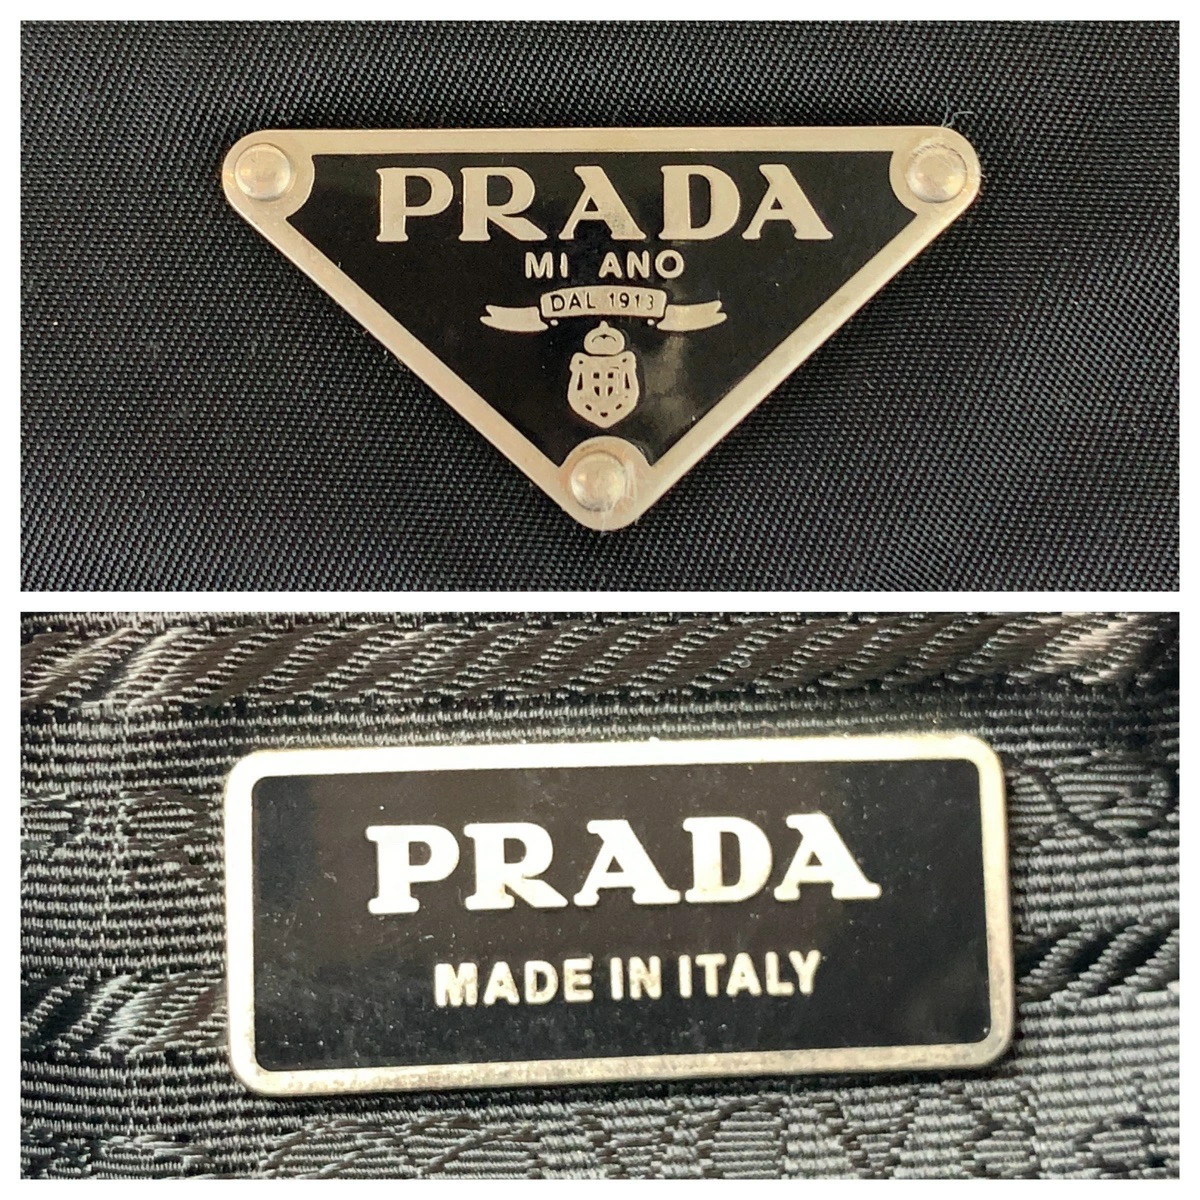 PRADA
MI ANO
DAL 1913
PRADA
MADE IN ITALY